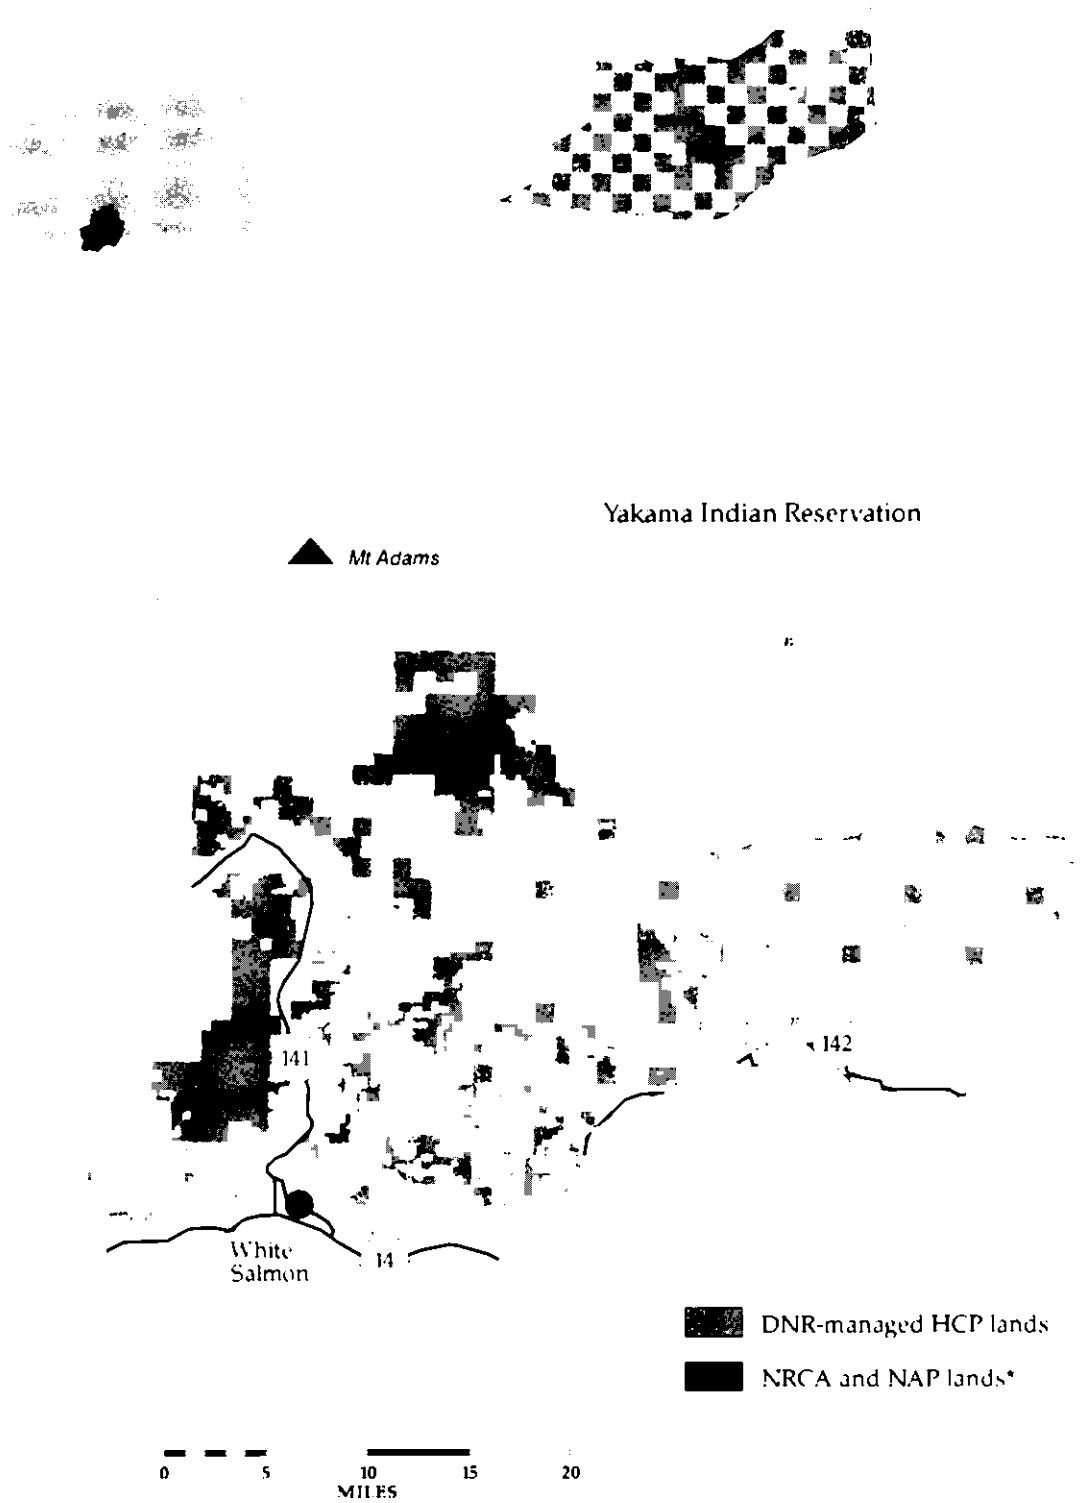 Yakama Indian Reservation
Mt Adams
141
142
White
Salmon
14
DNR-managed HCP lands
NRCA and NAP lands*
0 5 10 15 20
MILES